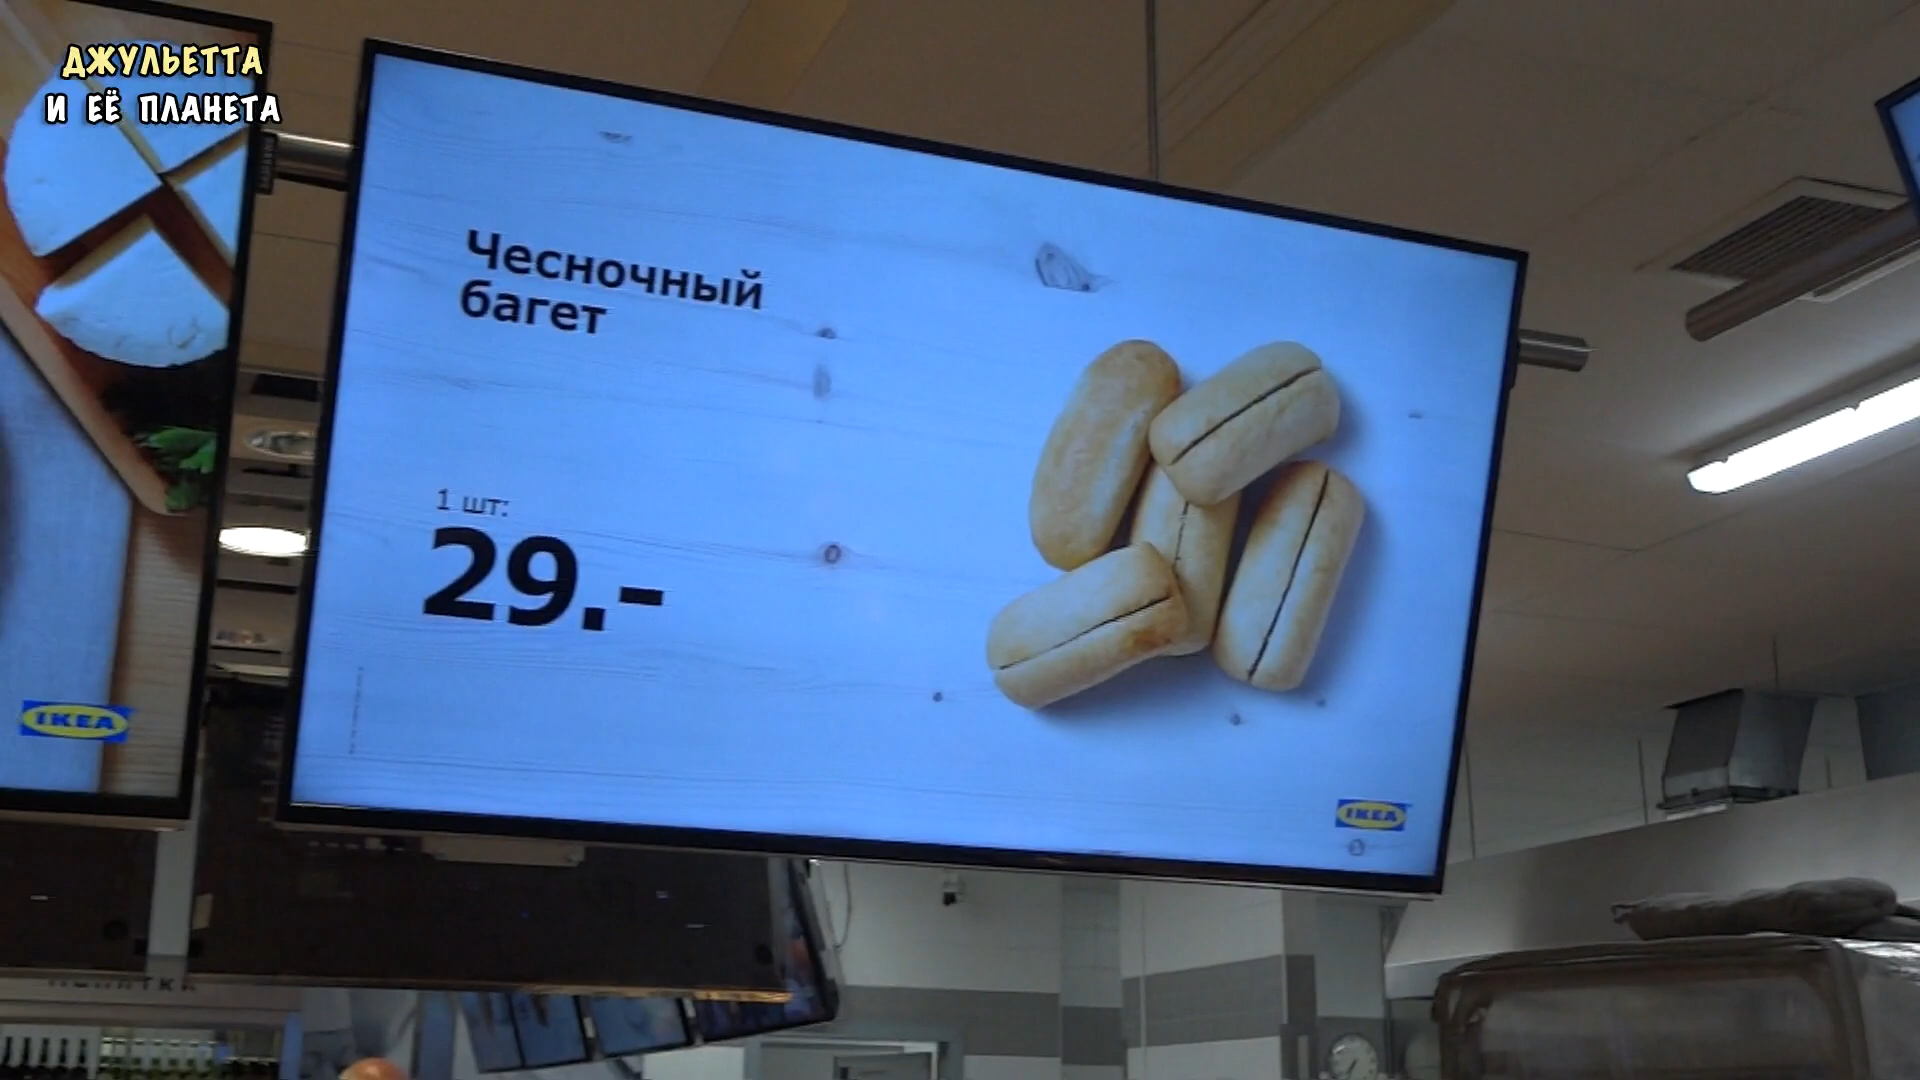 ДЖУЛЬЕТТА
И ЕЁ ПЛАНЕТА
Чесночный
багет
1 шт:
29.-
IKEA
IKEA